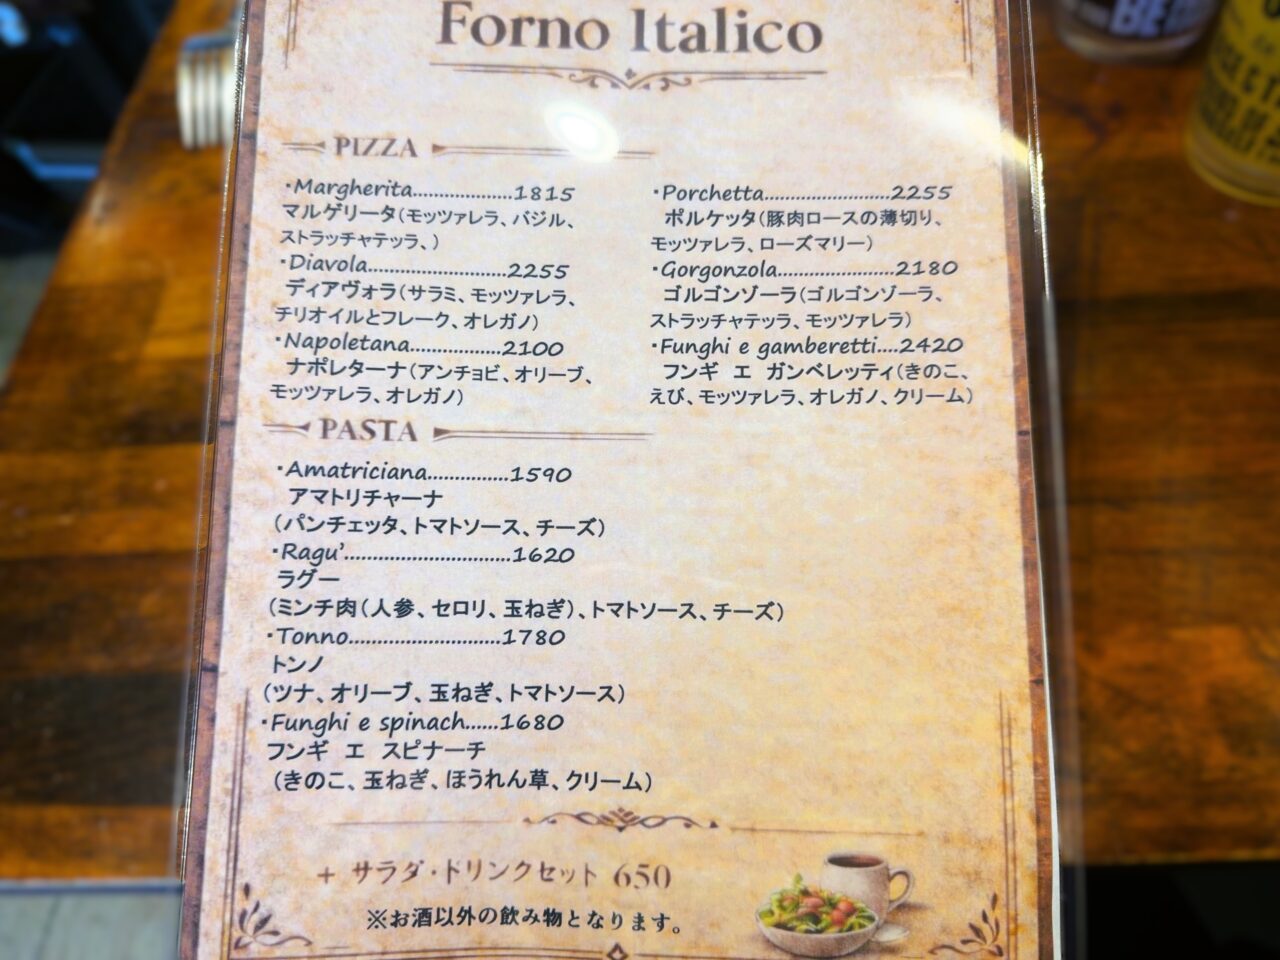 Forno Italico
PIZZA
・Margherita...................1815
マルゲリータ(モッツァレラ、バジル、
ストラッチャテッラ、)
・Diavola..........................2255
ディアヴォラ(サラミ、モッツァレラ、
チリオイルとフレーク、オレガノ)
・Napoletana.................2100
ナポレターナ(アンチョビ、オリーブ、
モッツァレラ、オレガノ)
・Porchetta........................2255
ポルケッタ(豚肉ロースの薄切り、
モッツァレラ、ローズマリー)
・Gorgonzola......................2180
ゴルゴンゾーラ(ゴルゴンゾーラ、
ストラッチャテッラ、モッツァレラ)
・Funghi e gamberetti....2420
フンギ エ ガンベレッティ(きのこ、
えび、モッツァレラ、オレガノ、クリーム)
PASTA
・Amatriciana...............1590
アマトリチャーナ
(パンチェッタ、トマトソース、チーズ)
・Ragu'...............................1620
ラグー
(ミンチ肉(人参、セロリ、玉ねぎ)、トマトソース、チーズ)
・Tonno............................1780
トンノ
(ツナ、オリーブ、玉ねぎ、トマトソース)
・Funghi e spinach......1680
フンギ エ スピナーチ
(きのこ、玉ねぎ、ほうれん草、クリーム)
+ サラダ・ドリンクセット 650
※お酒以外の飲み物となります。
BE